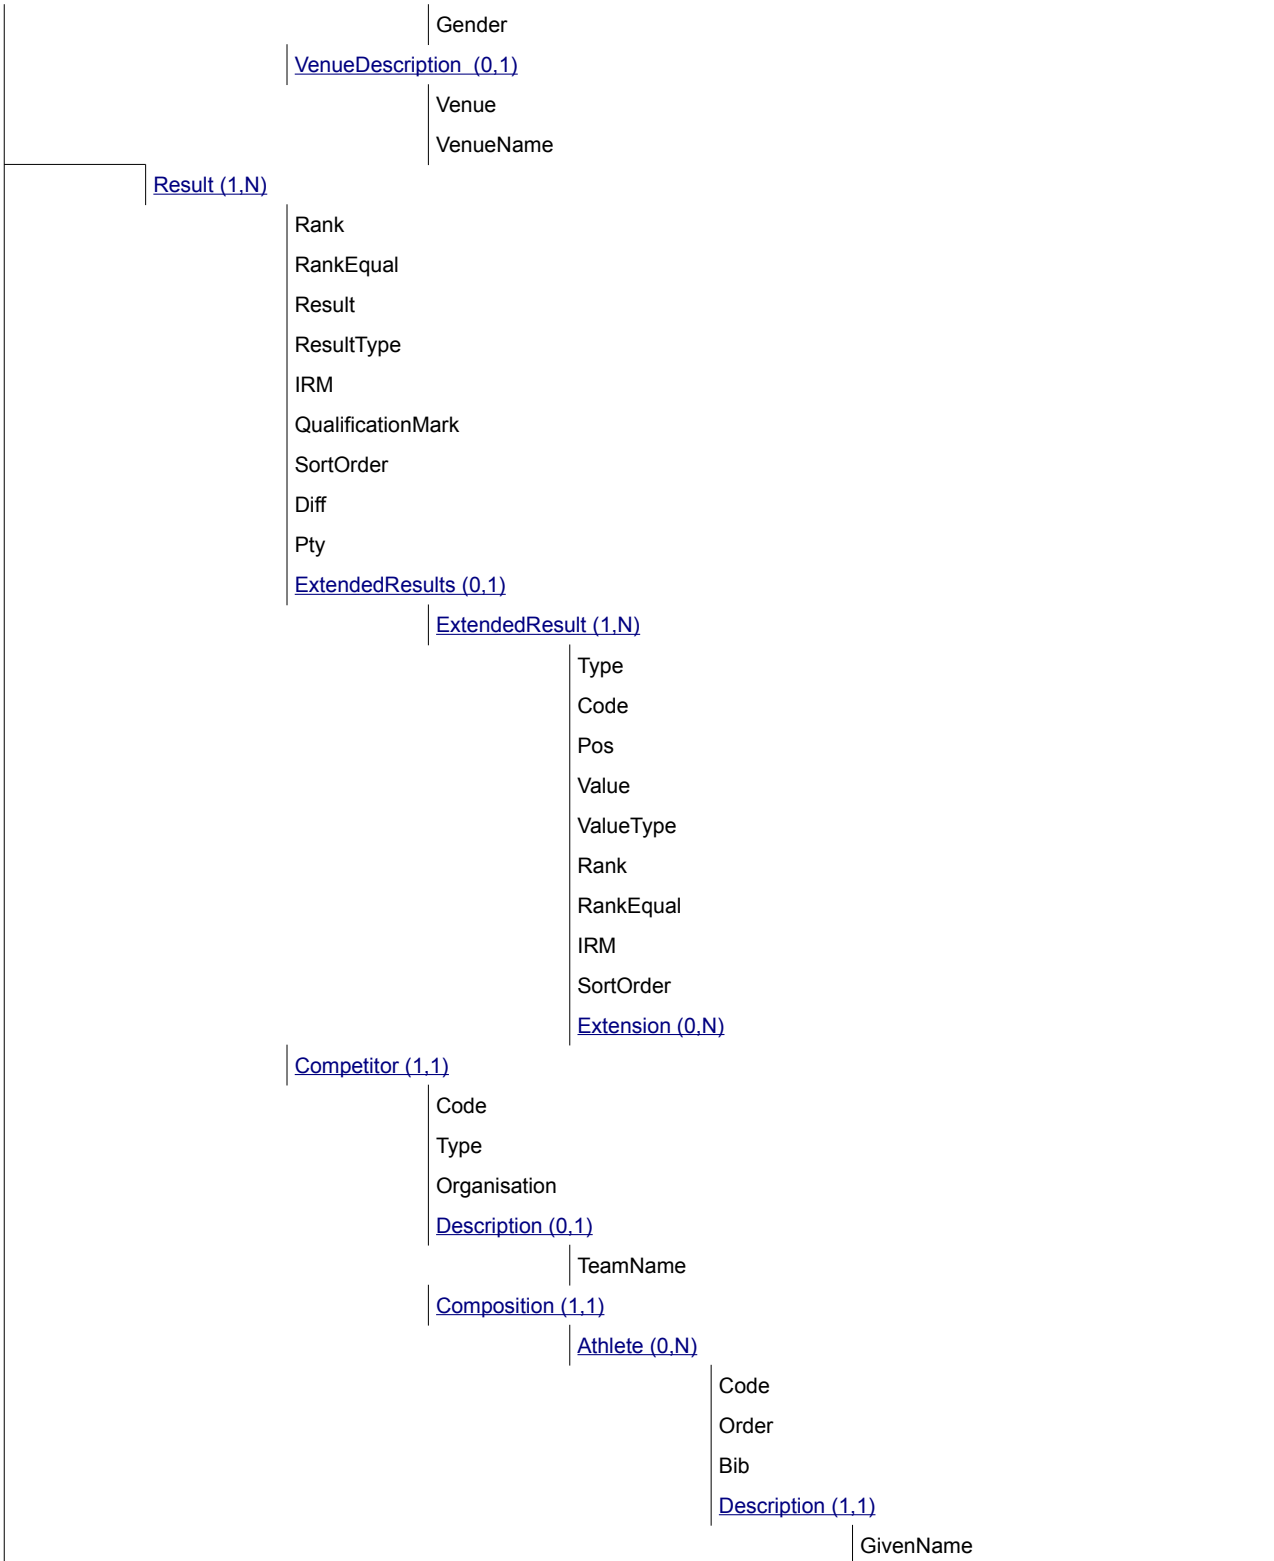 Gender
VenueDescription  (0,1)
Venue
VenueName
Result (1,N)
Rank
RankEqual
Result
ResultType
IRM
QualificationMark
SortOrder
Diff
Pty
ExtendedResults (0,1)
ExtendedResult (1,N)
Type
Code
Pos
Value
ValueType
Rank
RankEqual
IRM
SortOrder
Extension (0,N)
Competitor (1,1)
Code
Type
Organisation
Description (0,1)
TeamName
Composition (1,1)
Athlete (0,N)
Code
Order
Bib
Description (1,1)
GivenName